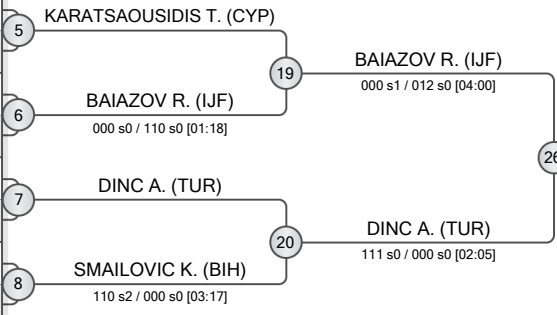 KARATSAOUSIDIS T. (CYP)
5
19
BAIAZOV R. (IJF)
000 s1 / 012 s0 [04:00]
6
BAIAZOV R. (IJF)
000 s0 / 110 s0 [01:18]
26
7
DINC A. (TUR)
20
DINC A. (TUR)
111 s0 / 000 s0 [02:05]
8
SMAILOVIC K. (BIH)
110 s2 / 000 s0 [03:17]